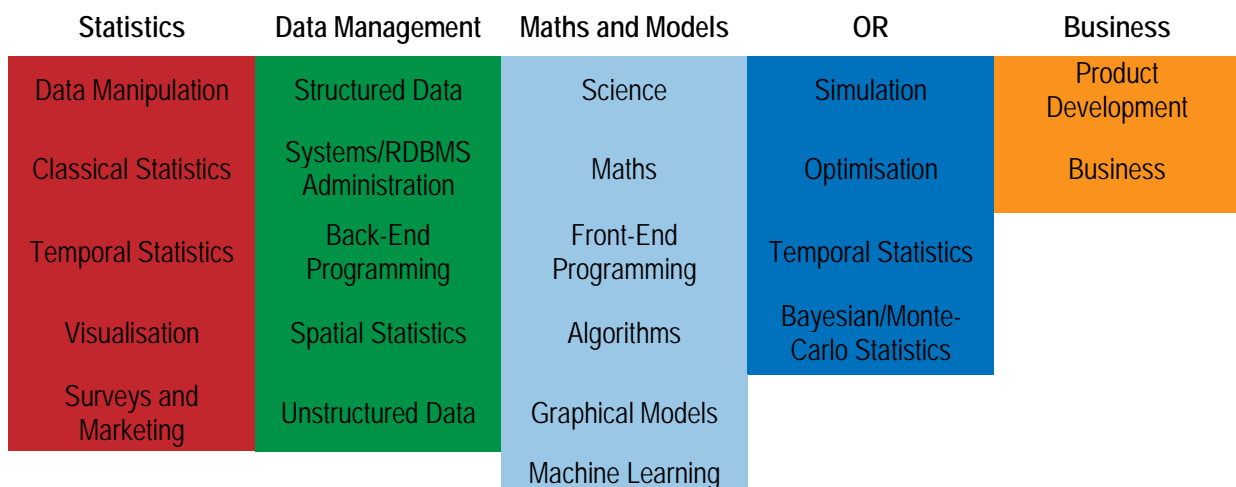 Statistics
Data Management
Maths and Models
OR
Business
Data Manipulation
Structured Data
Science
Simulation
Product
Development
Classical Statistics
Systems/RDBMS
Administration
Maths
Optimisation
Business
Temporal Statistics
Back-End
Programming
Front-End
Programming
Temporal Statistics
Visualisation
Spatial Statistics
Algorithms
Bayesian/Monte-
Carlo Statistics
Surveys and
Marketing
Unstructured Data
Graphical Models
Machine Learning